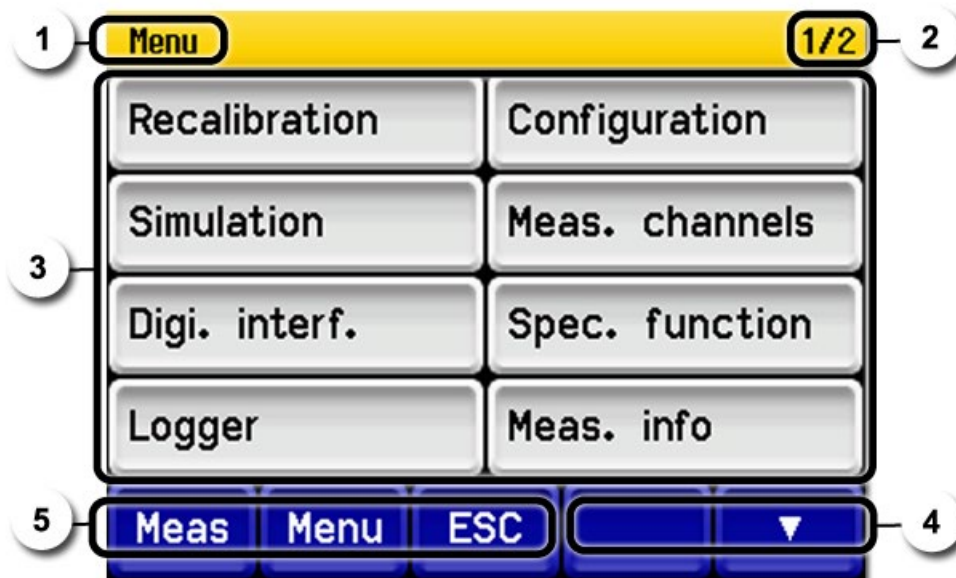 1 Menu 1/2 2
Recalibration Configuration
Simulation Meas. channels
3
Digi. interf. Spec. function
Logger Meas. info
5 Meas Menu ESC ▼ 4